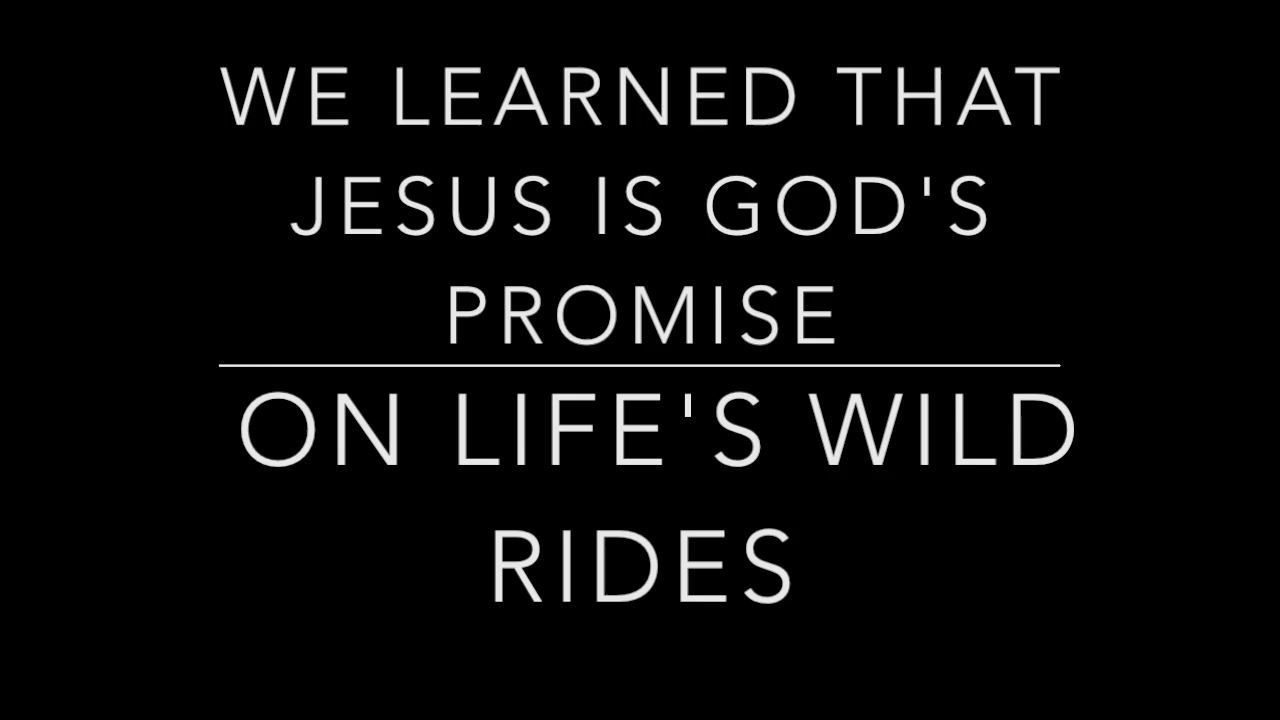 WE LEARNED THAT
JESUS IS GOD'S
PROMISE
ON LIFE'S WILD
RIDES